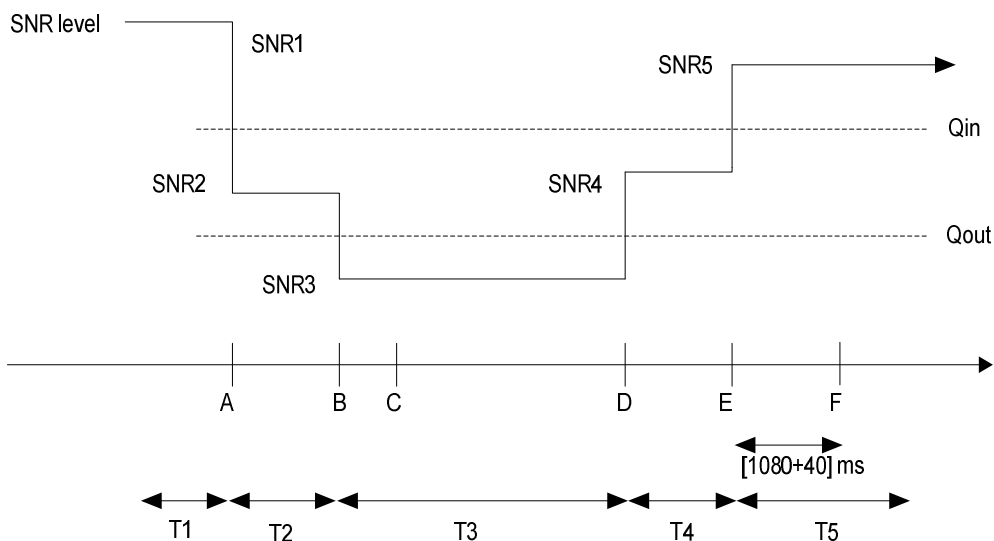 SNR level
SNR1
SNR5
Qin
SNR2
SNR4
Qout
SNR3
A B C D E F
[1080+40] ms
T1 T2 T3 T4 T5